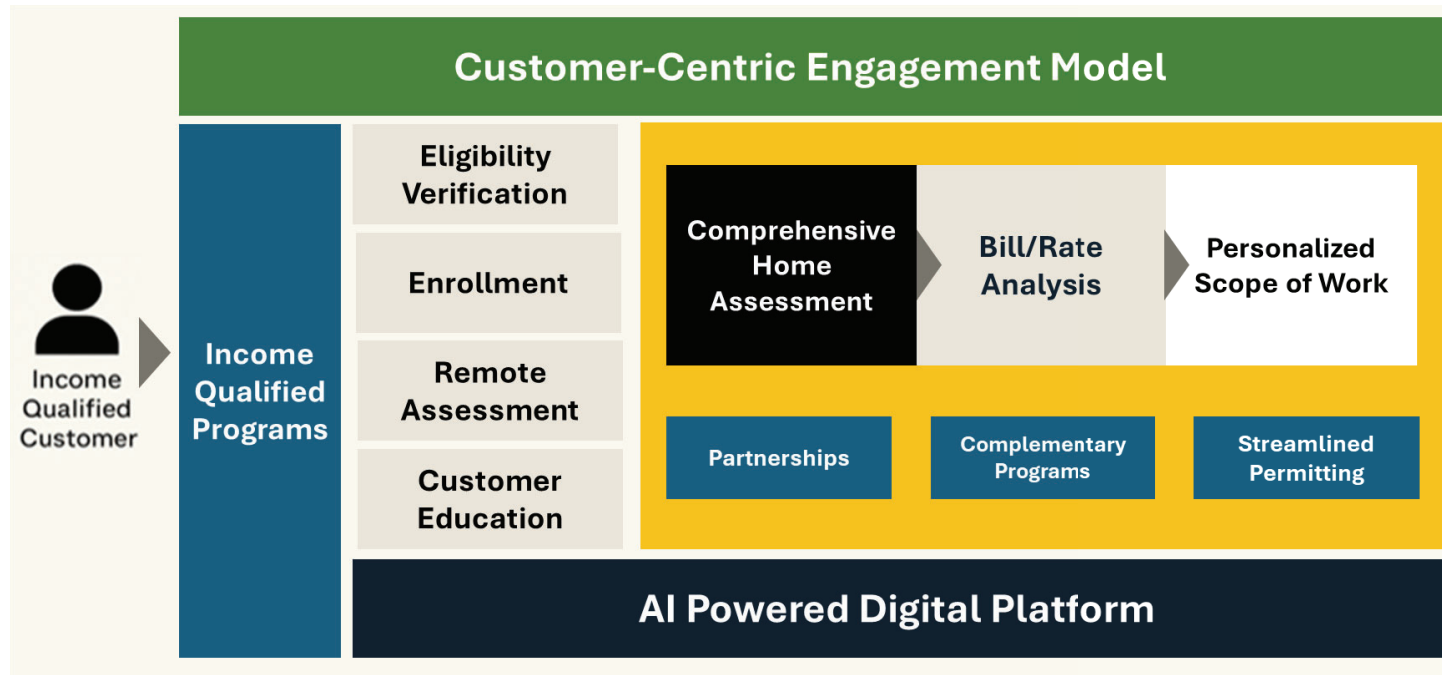 Customer-Centric Engagement Model
Income
Qualified
Customer
Income
Qualified
Programs
Eligibility
Verification
Enrollment
Remote
Assessment
Customer
Education
Comprehensive
Home
Assessment
Bill/Rate
Analysis
Personalized
Scope of Work
Partnerships
Complementary
Programs
Streamlined
Permitting
AI Powered Digital Platform